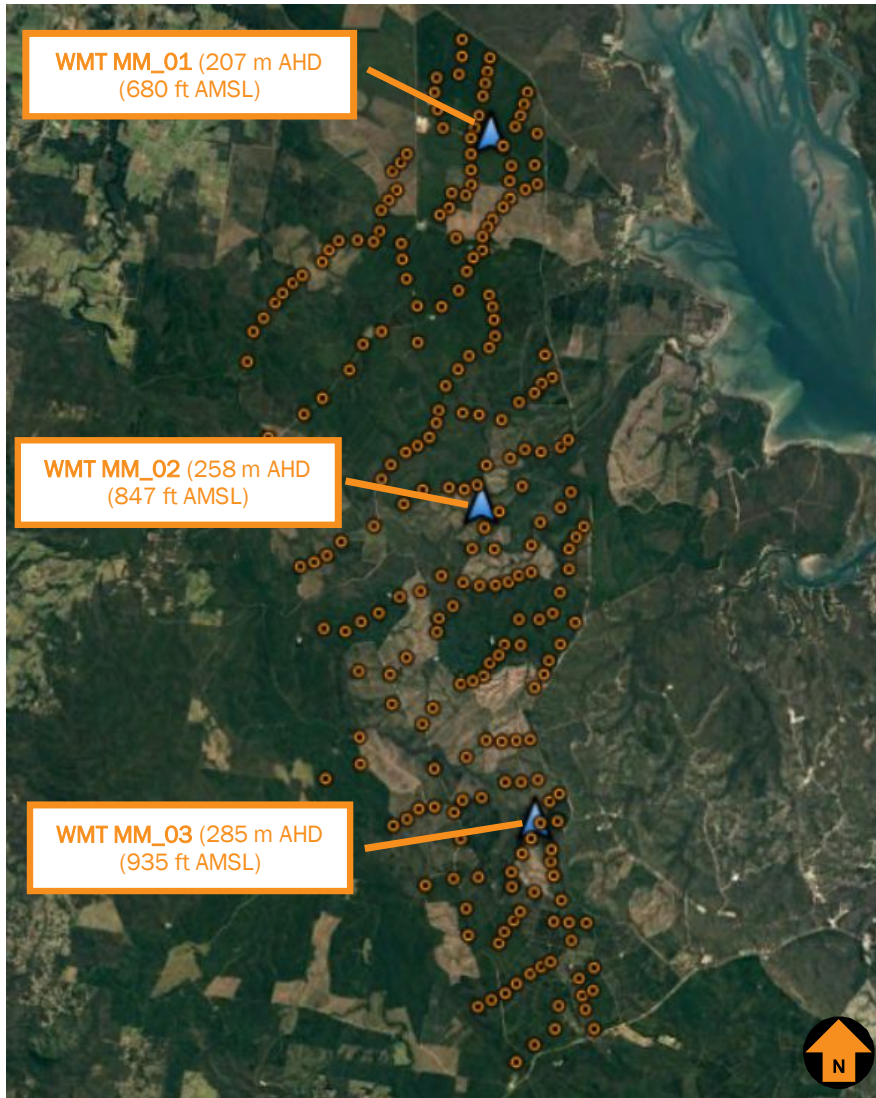 WMT MM_01 (207 m AHD
(680 ft AMSL)
WMT MM_02 (258 m AHD
(847 ft AMSL)
WMT MM_03 (285 m AHD
(935 ft AMSL)
N